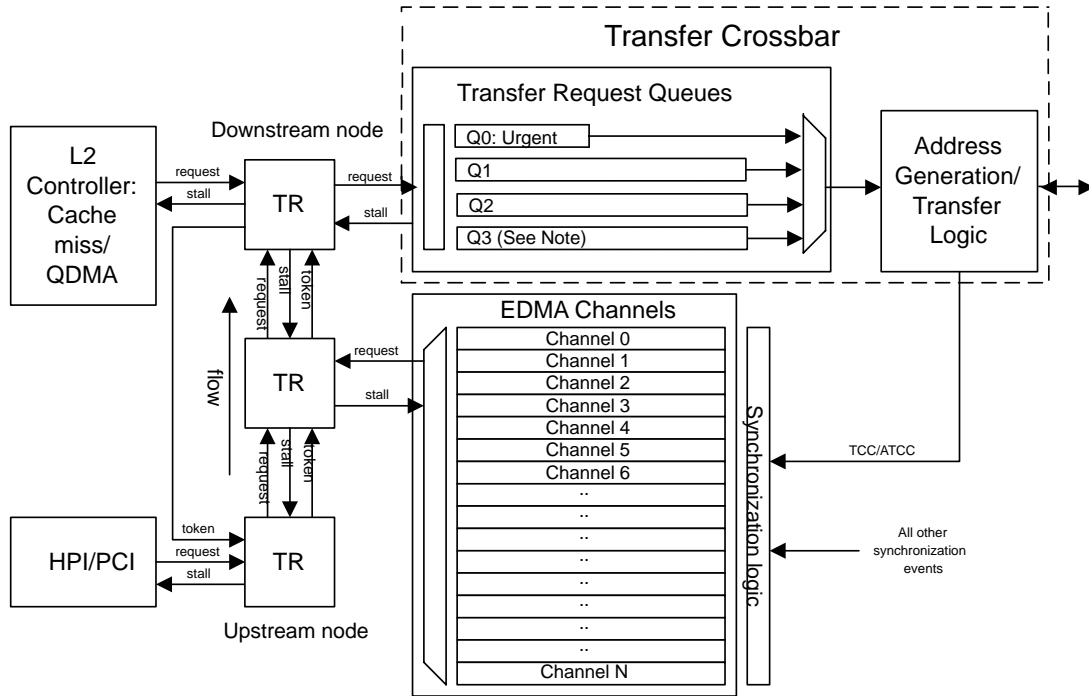 Transfer Crossbar
Transfer Request Queues
Downstream node
Q0: Urgent
Q1
Q2
Q3 (See Note)
L2
Controller:
Cache
miss/
QDMA
request
stall
TR
request
stall
Address
Generation/
Transfer
Logic
request
stall
token
flow
EDMA Channels
TR
request
stall
Channel 0
Channel 1
Channel 2
Channel 3
Channel 4
Channel 5
Channel 6
..
..
..
..
..
..
..
..
Channel N
Synchronization logic
TCC/ATCC
All other
synchronization
events
request
stall
token
HPI/PCI
token
request
stall
TR
Upstream node